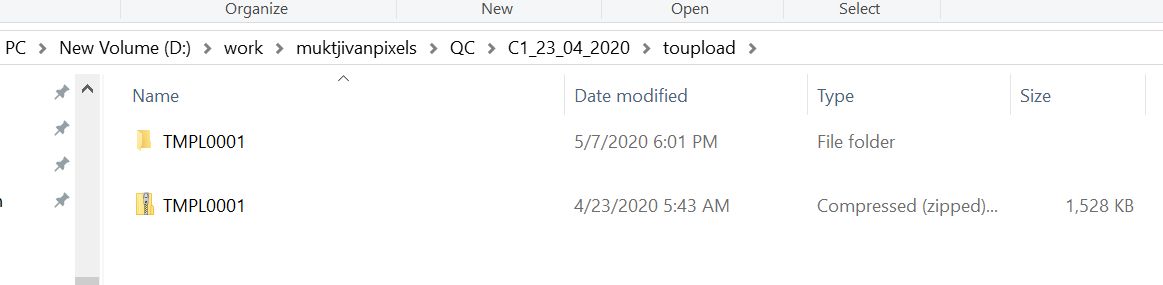 Organize New Open Select
PC New Volume (D:) work muktjivanpixels QC C1_23_04_2020 toupload
Name Date modified Type Size
TMPL0001 5/7/2020 6:01 PM File folder
TMPL0001 4/23/2020 5:43 AM Compressed (zipped)... 1,528 KB